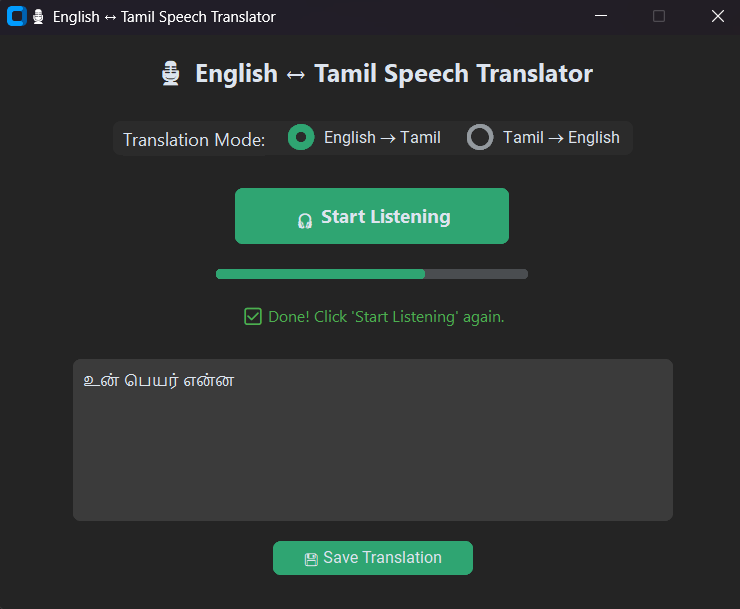 English ↔ Tamil Speech Translator
English ↔ Tamil Speech Translator
Translation Mode: English → Tamil Tamil → English
Start Listening
Done! Click 'Start Listening' again.
உன் பெயர் என்ன
Save Translation